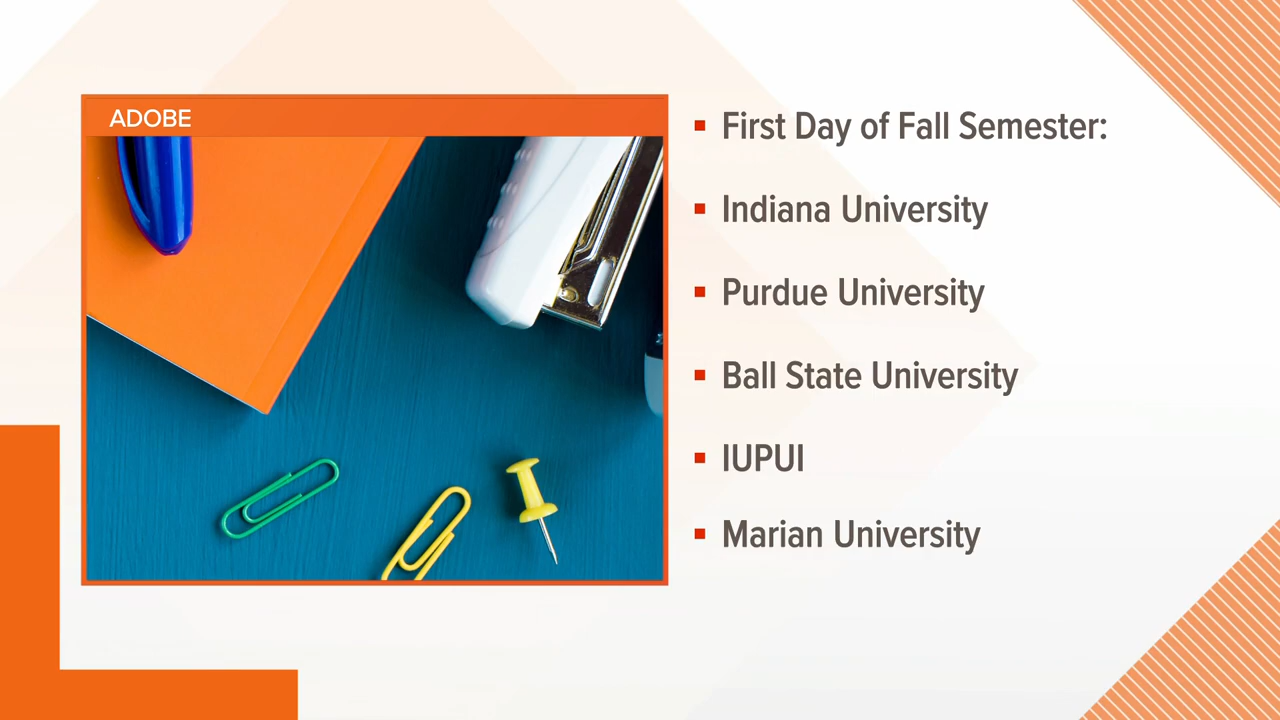 ADOBE
First Day of Fall Semester:
Indiana University
Purdue University
Ball State University
IUPUI
Marian University